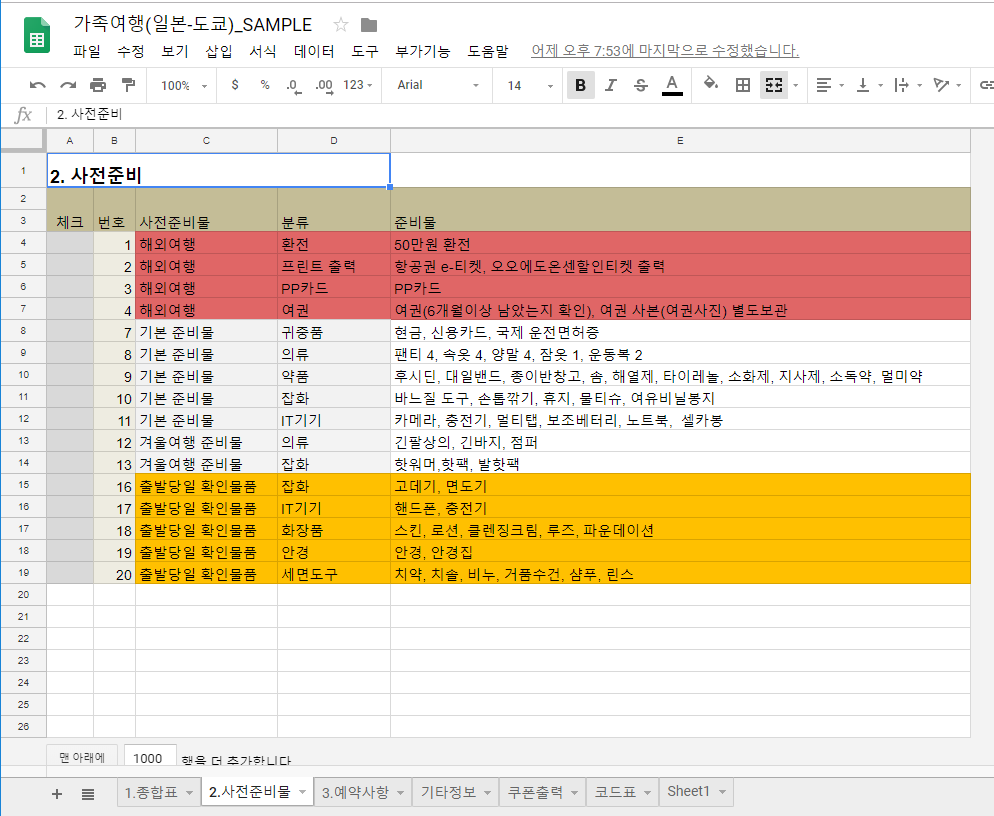 가족여행(일본-도쿄)_SAMPLE
파일 수정 보기 삽입 서식 데이터 도구 부가기능 도움말 어제 오후 7:53에 마지막으로 수정했습니다.
100% $ % .0 .00 123 Arial 14 B I S A
fx 2. 사전준비
A B C D E
1 2. 사전준비
2
3 체크 번호 사전준비물 분류 준비물
4 1 해외여행 환전 50만원 환전
5 2 해외여행 프린트 출력 항공권 e-티켓, 오오에도온센할인티켓 출력
6 3 해외여행 PP카드 PP카드
7 4 해외여행 여권 여권(6개월이상 남았는지 확인), 여권 사본(여권사진) 별도보관
8 7 기본 준비물 귀중품 현금, 신용카드, 국제 운전면허증
9 8 기본 준비물 의류 팬티 4, 속옷 4, 양말 4, 잠옷 1, 운동복 2
10 9 기본 준비물 약품 후시딘, 대일밴드, 종이반창고, 솜, 해열제, 타이레놀, 소화제, 지사제, 소독약, 멀미약
11 10 기본 준비물 잡화 바느질 도구, 손톱깎기, 휴지, 물티슈, 여유비닐봉지
12 11 기본 준비물 IT기기 카메라, 충전기, 멀티탭, 보조베터리, 노트북, 셀카봉
13 12 겨울여행 준비물 의류 긴팔상의, 긴바지, 점퍼
14 13 겨울여행 준비물 잡화 핫워머,핫팩, 발핫팩
15 16 출발당일 확인물품 잡화 고데기, 면도기
16 17 출발당일 확인물품 IT기기 핸드폰, 충전기
17 18 출발당일 확인물품 화장품 스킨, 로션, 클렌징크림, 루즈, 파운데이션
18 19 출발당일 확인물품 안경 안경, 안경집
19 20 출발당일 확인물품 세면도구 치약, 치솔, 비누, 거품수건, 샴푸, 린스
20
21
22
23
24
25
26
맨 아래에 1000 행을 더 추가합니다
1.종합표 2.사전준비물 3.예약사항 기타정보 쿠폰출력 코드표 Sheet1